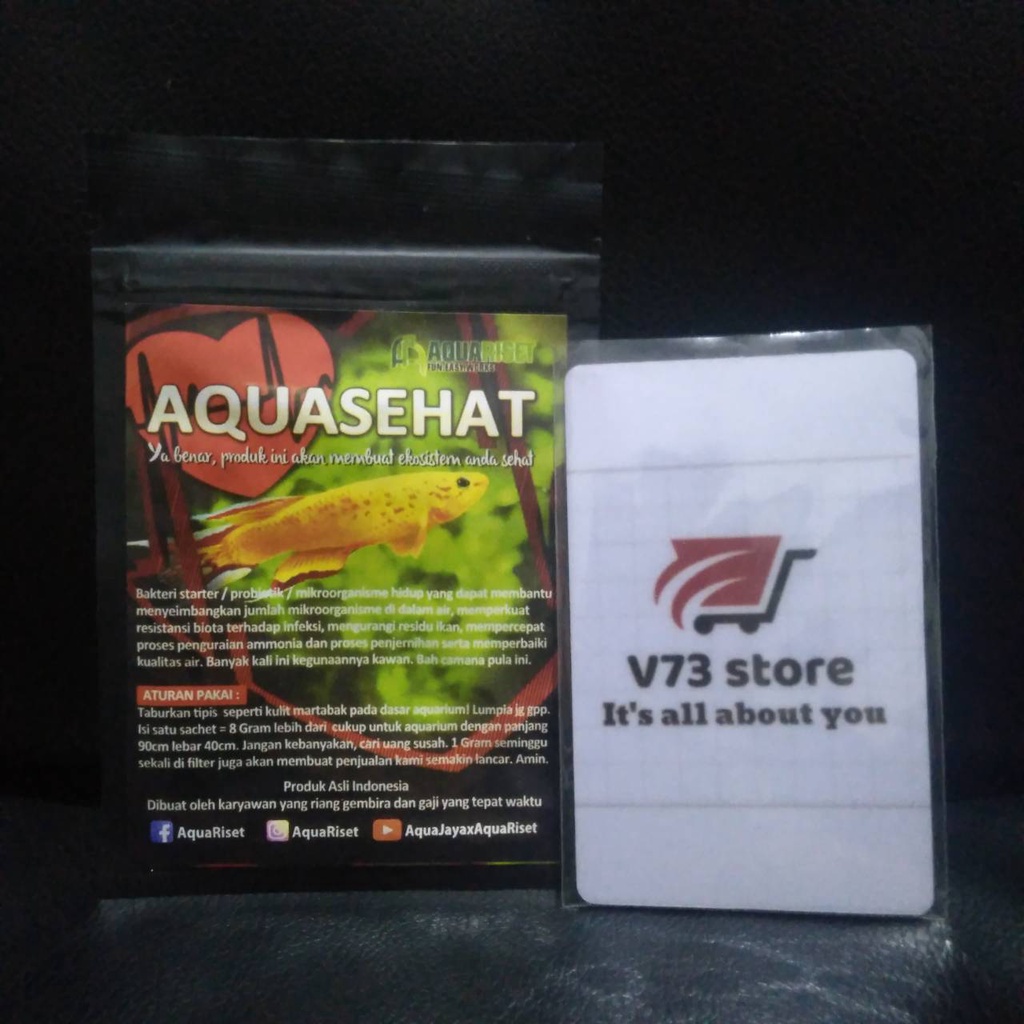 AQUARISET
AQUASEHAT
Ya benar, produk ini akan membuat ekosistem anda sehat
Bakteri starter / probiotik / mikroorganisme hidup yang dapat membantu
menyeimbangkan jumlah mikroorganisme di dalam air, memperkuat
resistansi biota terhadap infeksi, mengurangi residu ikan, mempercepat
proses penguraian ammonia dan proses penjernihan serta memperbaiki
kualitas air. Banyak kali ini kegunaannya kawan. Bah camana pula ini.
ATURAN PAKAI :
Taburkan tipis seperti kulit martabak pada dasar aquarium! Lumpia jg gpp.
Isi satu sachet = 8 Gram lebih dari cukup untuk aquarium dengan panjang
90cm lebar 40cm. Jangan kebanyakan, cari uang susah. 1 Gram seminggu
sekali di filter juga akan membuat penjualan kami semakin lancar. Amin.
Produk Asli Indonesia
Dibuat oleh karyawan yang riang gembira dan gaji yang tepat waktu
AquaRiset AquaRiset AquaJayaxAquaRiset
V73 store
It's all about you